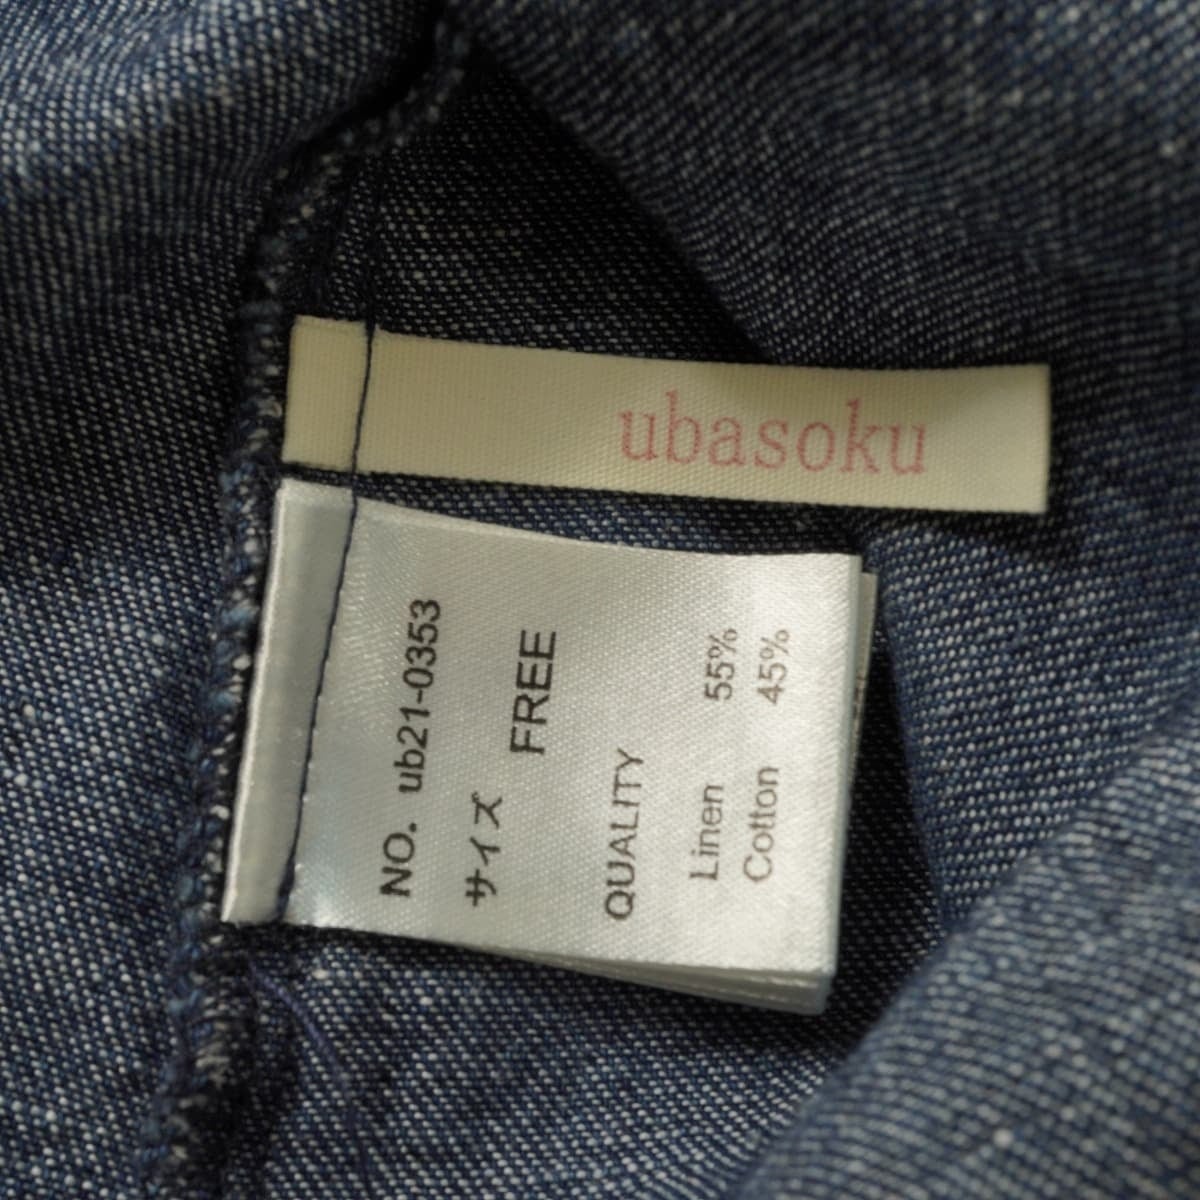 ubasoku
NO. ub21-0353
サイズ
FREE
QUALITY
Linen 55%
Cotton 45%